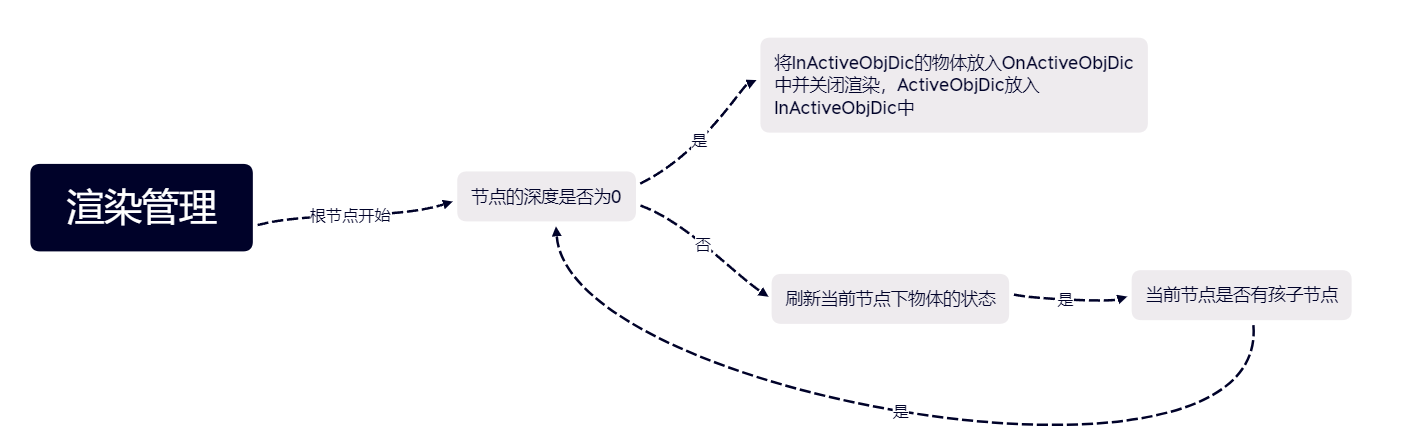 渲染管理
根节点开始
节点的深度是否为0
是
将InActiveObjDic的物体放入OnActiveObjDic
中并关闭渲染，ActiveObjDic放入
InActiveObjDic中
否
刷新当前节点下物体的状态
是
当前节点是否有孩子节点
是